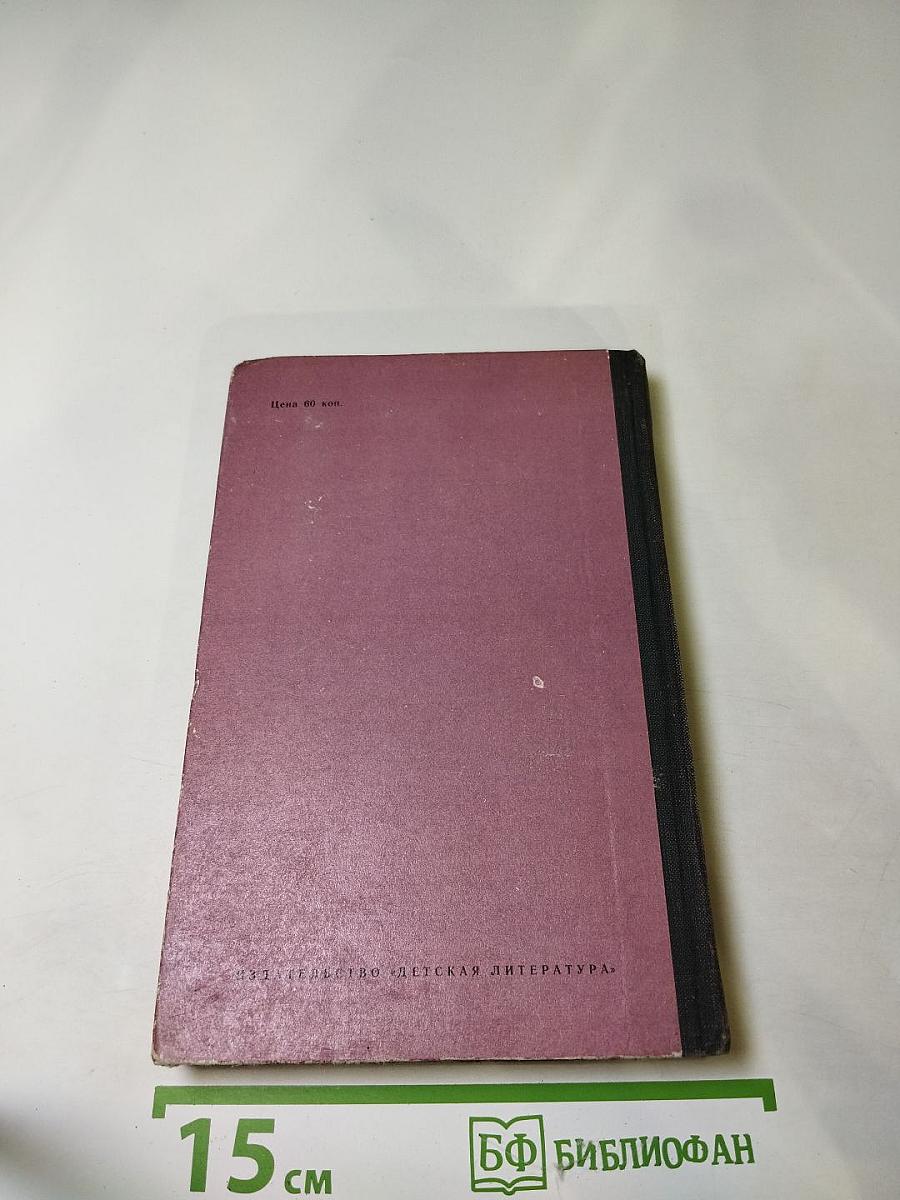 Цена 60 коп.
ИЗДАТЕЛЬСТВО «ДЕТСКАЯ ЛИТЕРАТУРА»
15 см
БФ БИБЛИОФАН